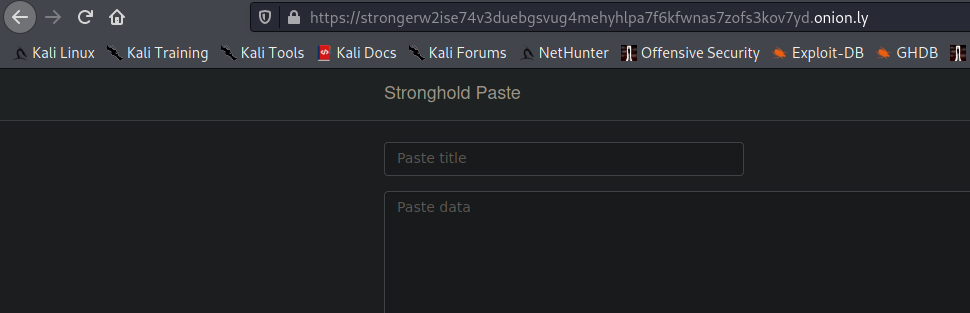 https://strongerw2ise74v3duebgsvug4mehyhlpa7f6kfwnas7zofs3kov7yd.onion.ly
Kali Linux Kali Training Kali Tools Kali Docs Kali Forums NetHunter Offensive Security Exploit-DB GHDB
Stronghold Paste
Paste title
Paste data